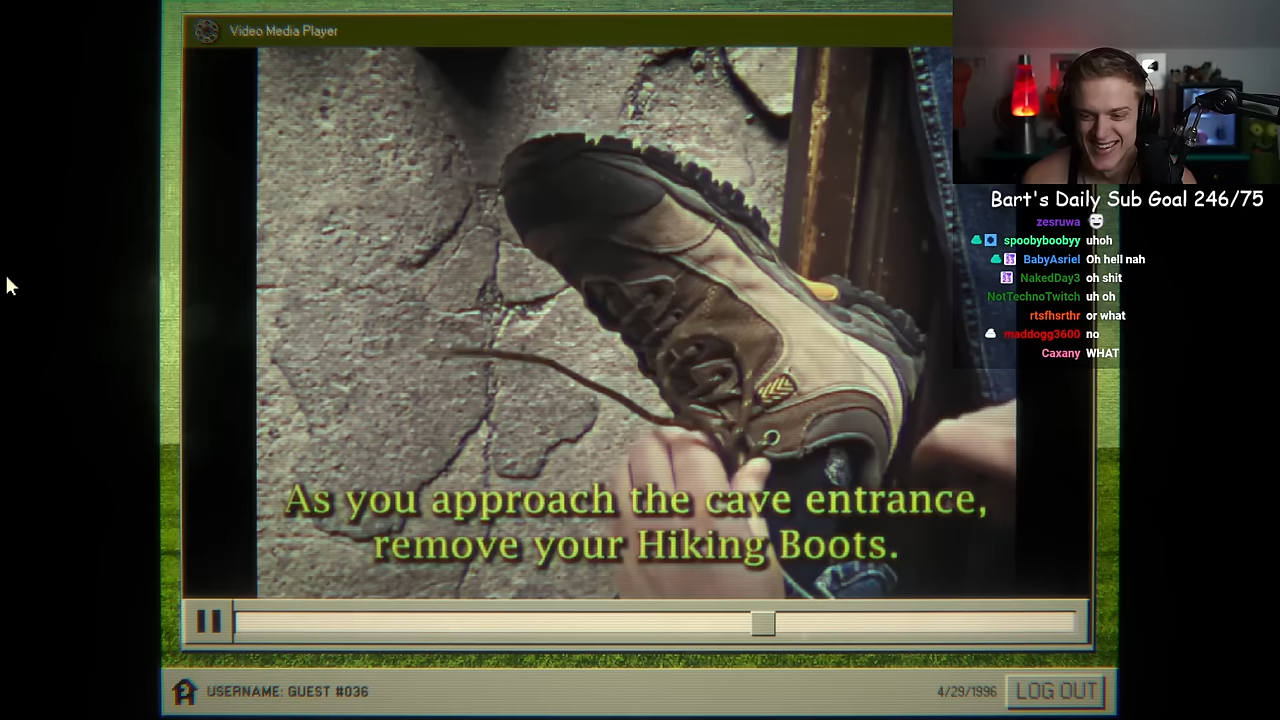 Video Media Player
As you approach the cave entrance,
remove your Hiking Boots.
USERNAME: GUEST #036
4/29/1996
LOG OUT
Bart's Daily Sub Goal 246/75
zesruwa
spoobyboobyy uhoh
BabyAsriel Oh hell nah
NakedDay3 oh shit
NotTechnoTwitch uh oh
rtsfhsrthr or what
maddogg3600 no
Caxany WHAT